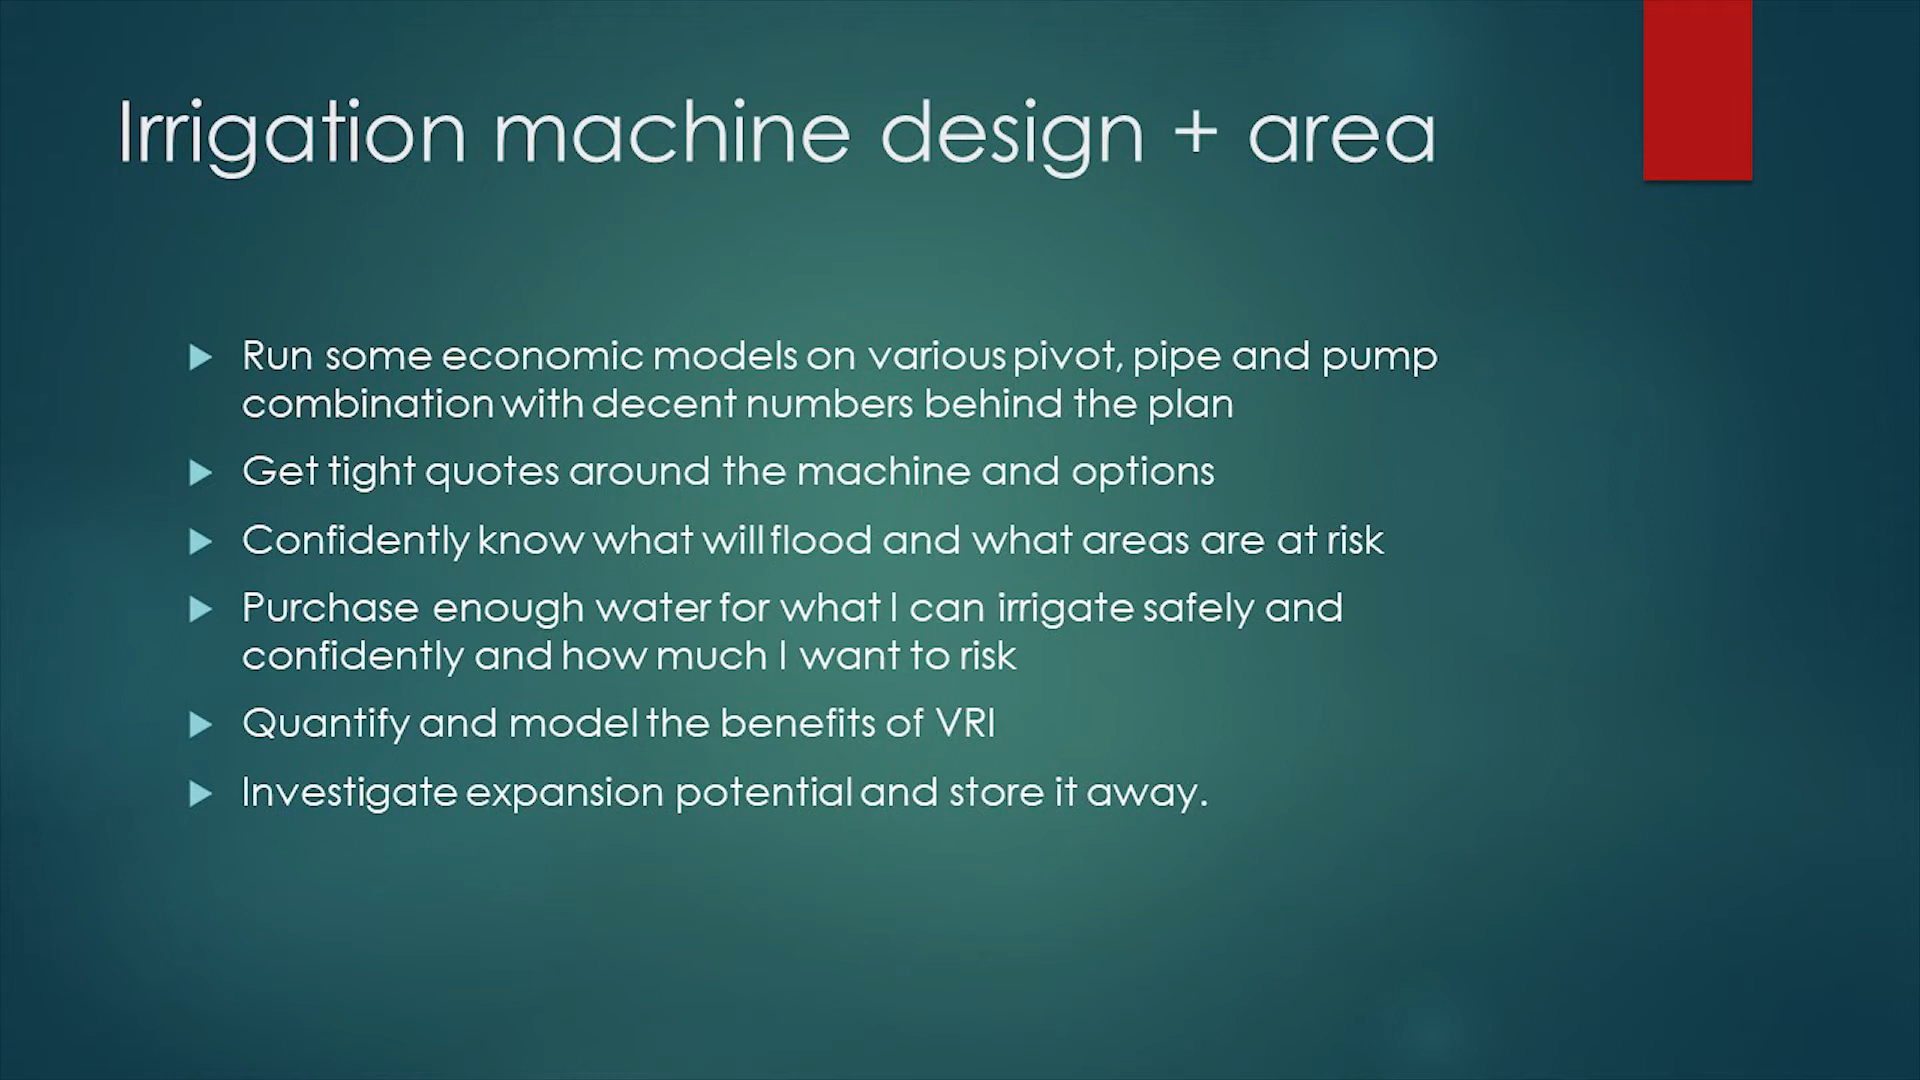 Irrigation machine design + area
Run some economic models on various pivot, pipe and pump
combination with decent numbers behind the plan
Get tight quotes around the machine and options
Confidently know what will flood and what areas are at risk
Purchase enough water for what I can irrigate safely and
confidently and how much I want to risk
Quantify and model the benefits of VRI
Investigate expansion potential and store it away.